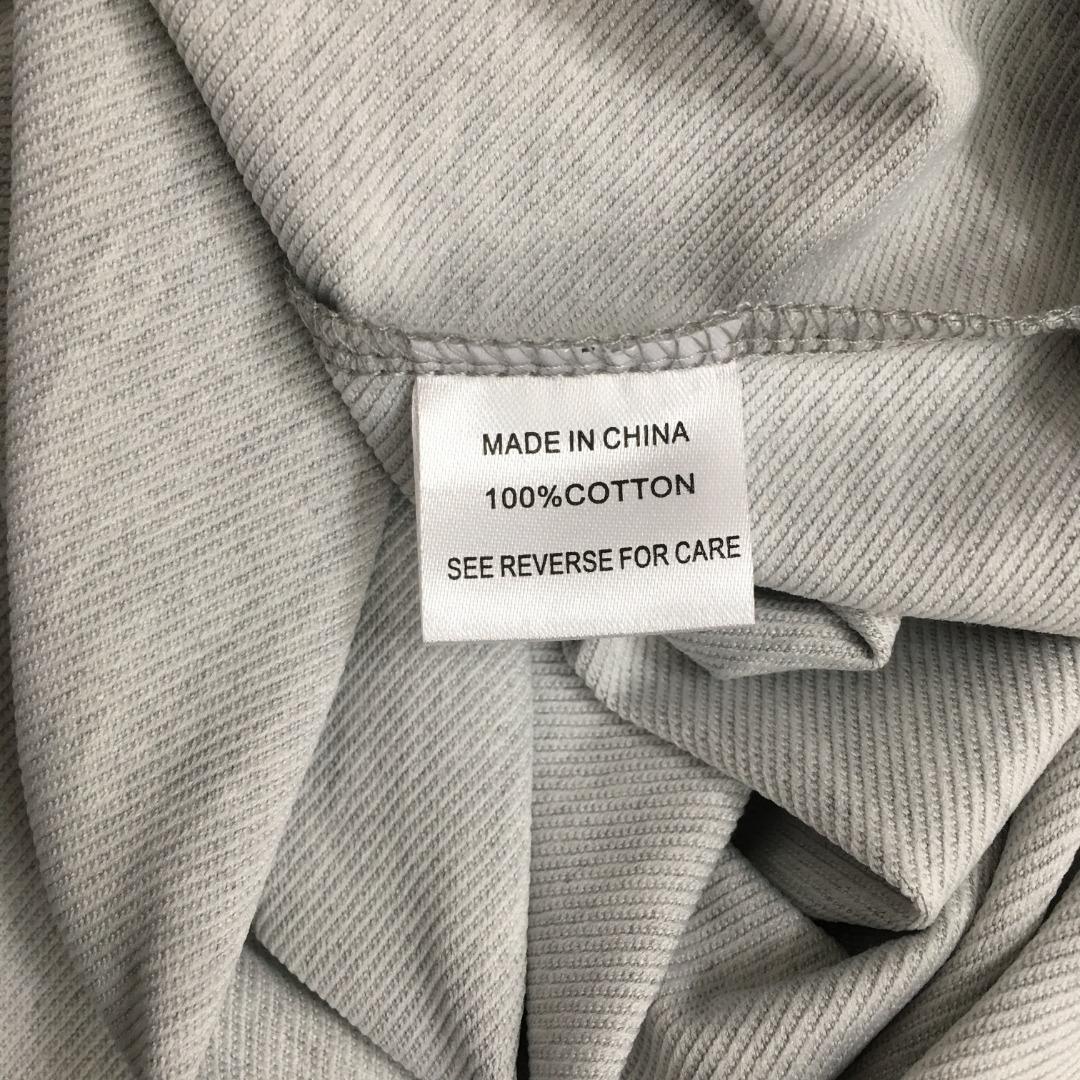 MADE IN CHINA
100%COTTON
SEE REVERSE FOR CARE